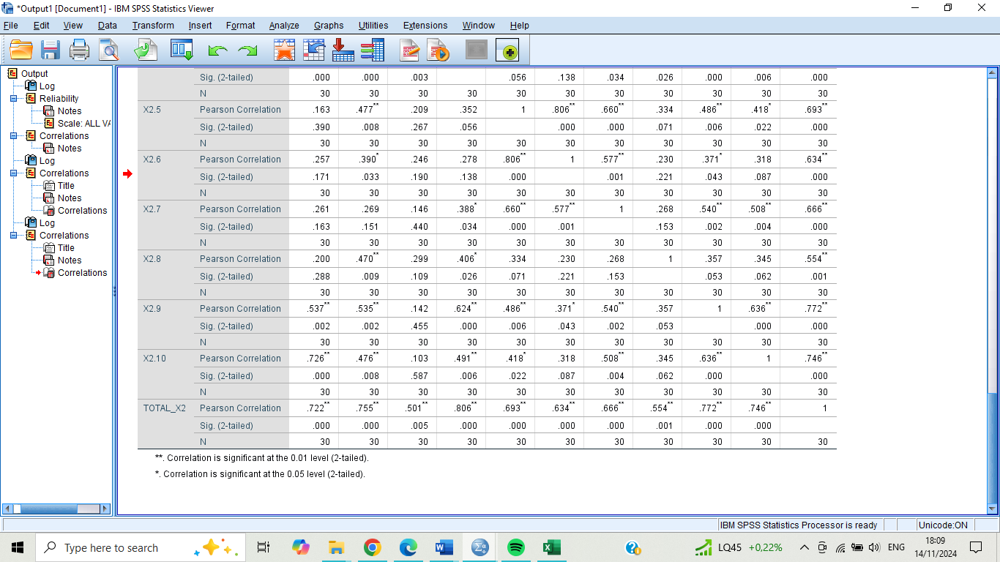 *Output1 [Document1] - IBM SPSS Statistics Viewer
File Edit View Data Transform Insert Format Analyze Graphs Utilities Extensions Window Help
Output
Log
Reliability
Notes
Scale: ALL VA
Correlations
Notes
Log
Correlations
Title
Notes
Correlations
Log
Correlations
Title
Notes
Correlations
Sig. (2-tailed) .000 .000 .003 .056 .138 .034 .026 .000 .006 .000
N 30 30 30 30 30 30 30 30 30 30 30
X2.5 Pearson Correlation .163 .477** .209 .352 1 .806** .660** .334 .486** .418* .693**
Sig. (2-tailed) .390 .008 .267 .056 .000 .000 .071 .006 .022 .000
N 30 30 30 30 30 30 30 30 30 30 30
X2.6 Pearson Correlation .257 .390* .246 .278 .806** 1 .577** .230 .371* .318 .634**
Sig. (2-tailed) .171 .033 .190 .138 .000 .001 .221 .043 .087 .000
N 30 30 30 30 30 30 30 30 30 30 30
X2.7 Pearson Correlation .261 .269 .146 .388* .660** .577** 1 .268 .540** .508** .666**
Sig. (2-tailed) .163 .151 .440 .034 .000 .001 .153 .002 .004 .000
N 30 30 30 30 30 30 30 30 30 30 30
X2.8 Pearson Correlation .200 .470** .299 .406* .334 .230 .268 1 .357 .345 .554**
Sig. (2-tailed) .288 .009 .109 .026 .071 .221 .153 .053 .062 .001
N 30 30 30 30 30 30 30 30 30 30 30
X2.9 Pearson Correlation .537** .535** .142 .624** .486** .371* .540** .357 1 .636** .772**
Sig. (2-tailed) .002 .002 .455 .000 .006 .043 .002 .053 .000 .000
N 30 30 30 30 30 30 30 30 30 30 30
X2.10 Pearson Correlation .726** .476** .103 .491** .418* .318 .508** .345 .636** 1 .746**
Sig. (2-tailed) .000 .008 .587 .006 .022 .087 .004 .062 .000 .000
N 30 30 30 30 30 30 30 30 30 30 30
TOTAL_X2 Pearson Correlation .722** .755** .501** .806** .693** .634** .666** .554** .772** .746** 1
Sig. (2-tailed) .000 .000 .005 .000 .000 .000 .000 .001 .000 .000
N 30 30 30 30 30 30 30 30 30 30 30
**. Correlation is significant at the 0.01 level (2-tailed).
*. Correlation is significant at the 0.05 level (2-tailed).
IBM SPSS Statistics Processor is ready Unicode:ON
Type here to search
LQ45 +0,22%
ENG
18:09
14/11/2024